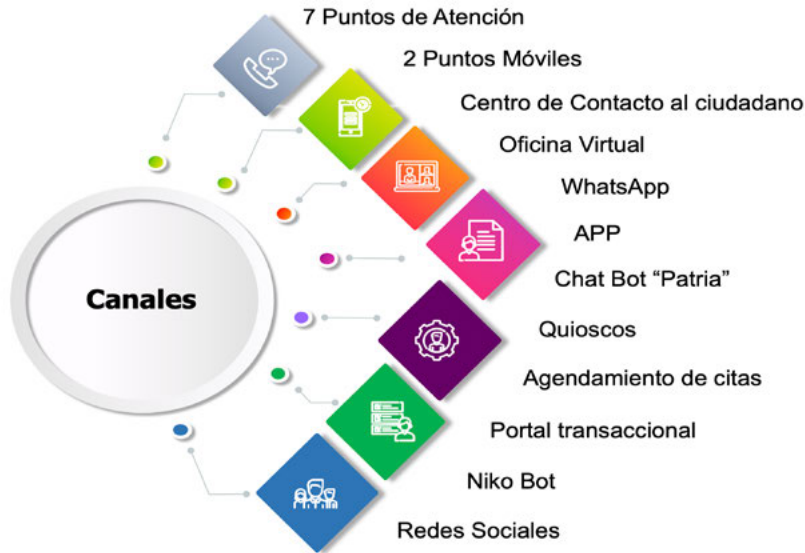 7 Puntos de Atención
2 Puntos Móviles
Centro de Contacto al ciudadano
Oficina Virtual
WhatsApp
APP
Canales
Chat Bot “Patria”
Quioscos
Agendamiento de citas
Portal transaccional
Niko Bot
Redes Sociales